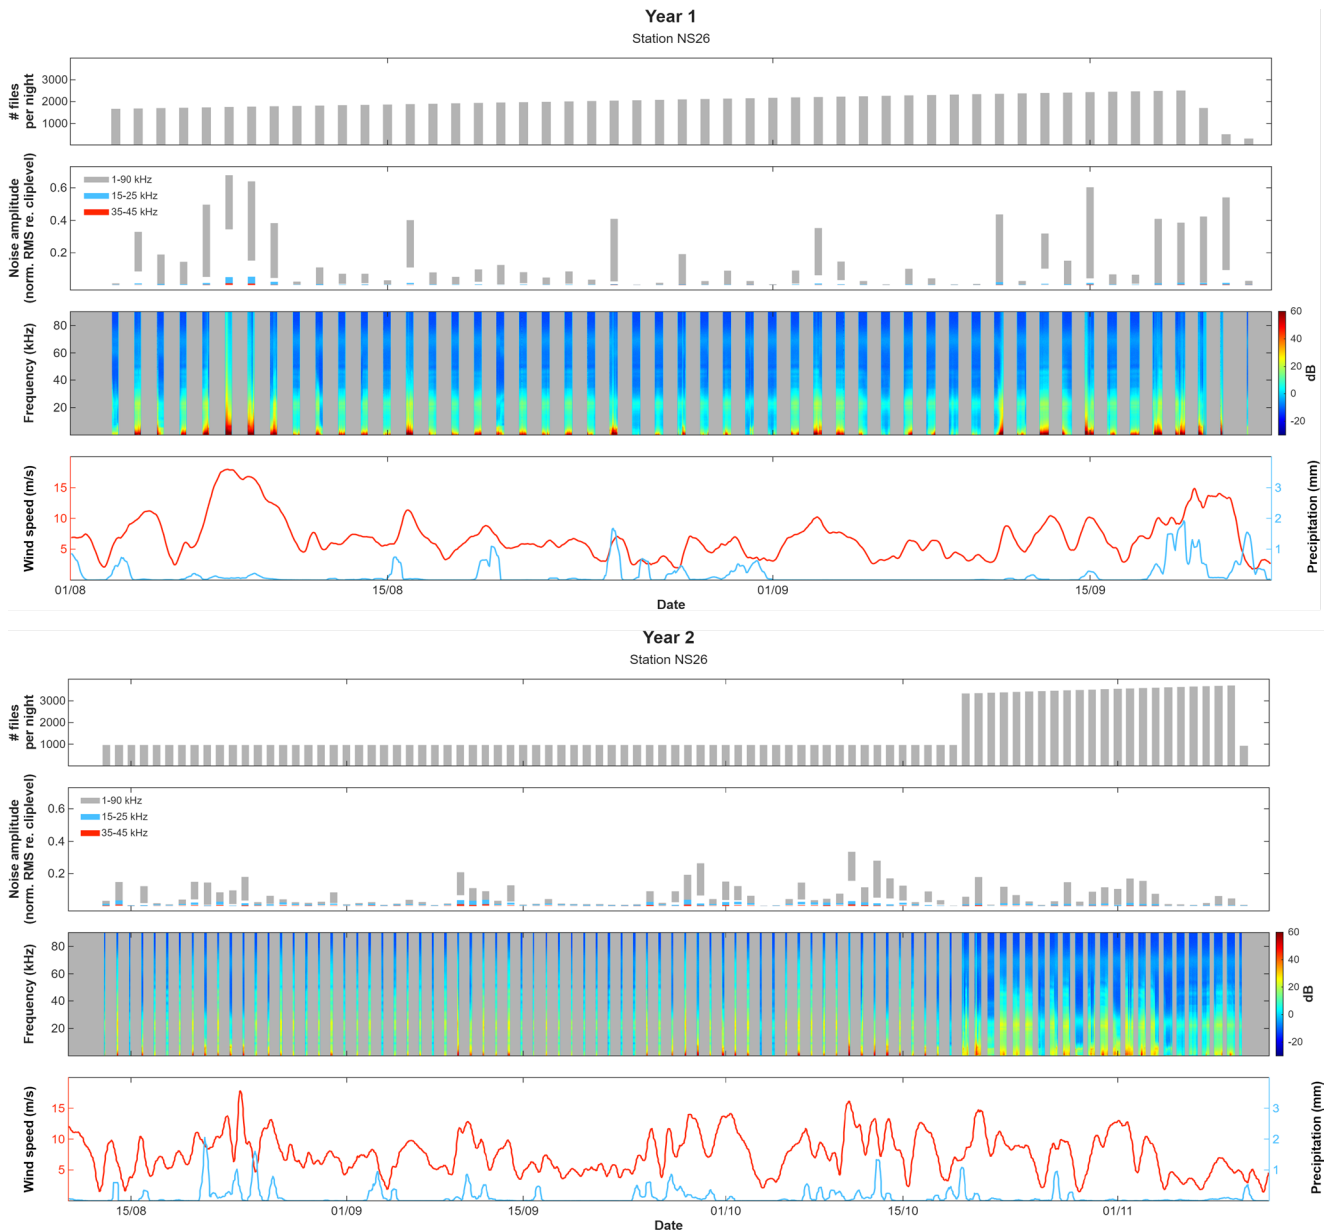 Year 1
Station NS26
# files
per night
3000
2000
1000
Noise amplitude
(norm. RMS re. cliplevel)
0.6
0.4
0.2
1-90 kHz
15-25 kHz
35-45 kHz
Frequency (kHz)
80
60
40
20
60
40
20
0
-20
dB
Wind speed (m/s)
15
10
5
3
2
1
Precipitation (mm)
01/08
15/08
01/09
15/09
Date
Year 2
Station NS26
# files
per night
3000
2000
1000
Noise amplitude
(norm. RMS re. cliplevel)
0.6
0.4
0.2
1-90 kHz
15-25 kHz
35-45 kHz
Frequency (kHz)
80
60
40
20
60
40
20
0
-20
dB
Wind speed (m/s)
15
10
5
3
2
1
Precipitation (mm)
15/08
01/09
15/09
01/10
15/10
01/11
Date